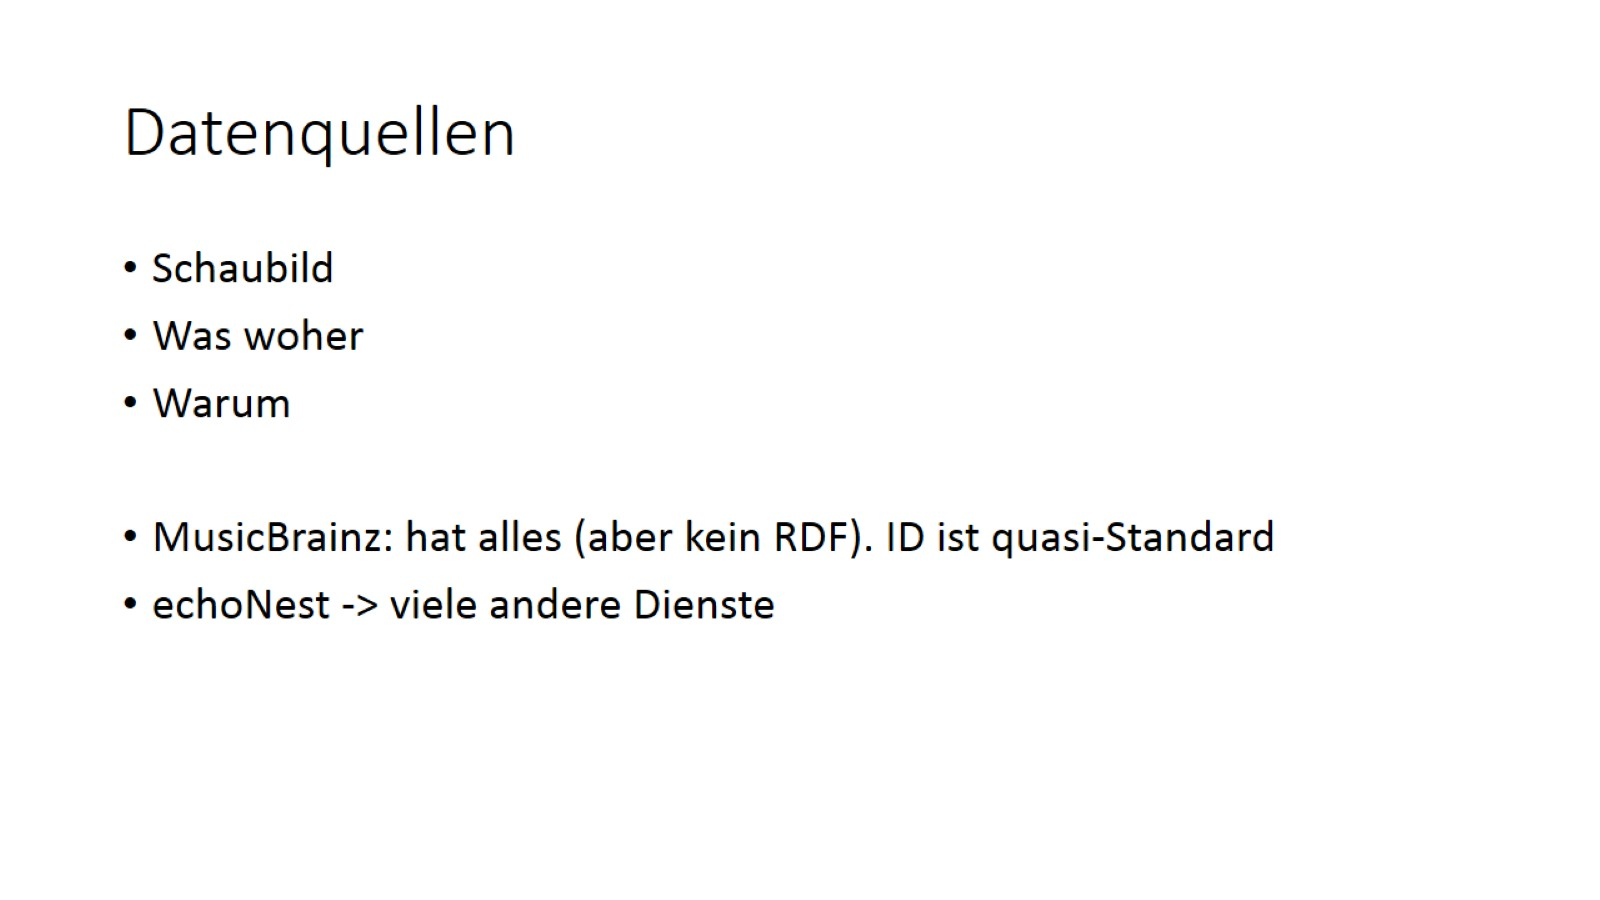 Datenquellen
• Schaubild
• Was woher
• Warum
• MusicBrainz: hat alles (aber kein RDF). ID ist quasi-Standard
• echoNest -> viele andere Dienste